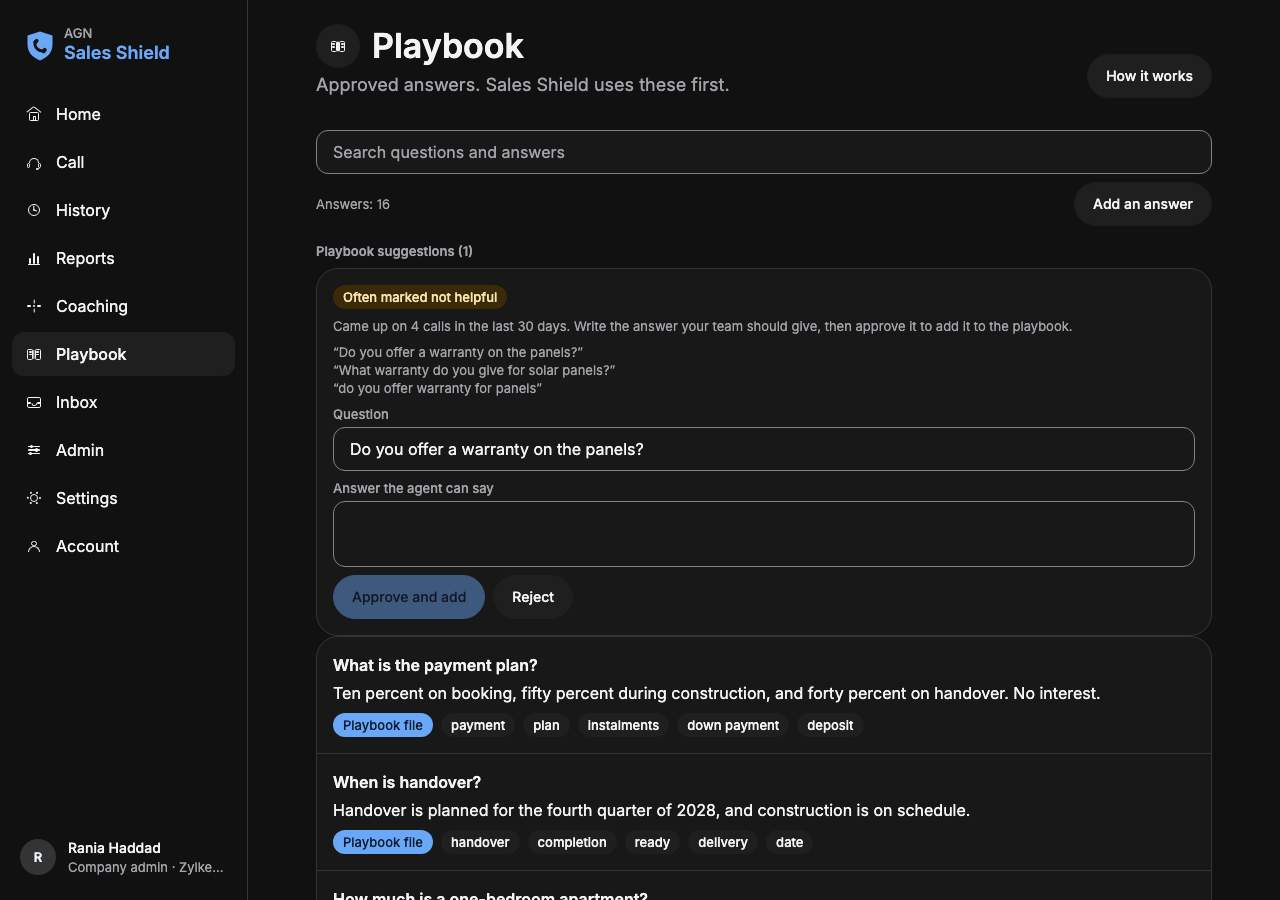 AGN
Sales Shield
Home
Call
History
Reports
Coaching
Playbook
Inbox
Admin
Settings
Account
R
Rania Haddad
Company admin · Zylke...
Playbook
Approved answers. Sales Shield uses these first.
How it works
Search questions and answers
Answers: 16
Add an answer
Playbook suggestions (1)
Often marked not helpful
Came up on 4 calls in the last 30 days. Write the answer your team should give, then approve it to add it to the playbook.
“Do you offer a warranty on the panels?”
“What warranty do you give for solar panels?”
“do you offer warranty for panels”
Question
Do you offer a warranty on the panels?
Answer the agent can say
Approve and add Reject
What is the payment plan?
Ten percent on booking, fifty percent during construction, and forty percent on handover. No interest.
Playbook file payment plan instalments down payment deposit
When is handover?
Handover is planned for the fourth quarter of 2028, and construction is on schedule.
Playbook file handover completion ready delivery date
How much is a one-bedroom apartment?